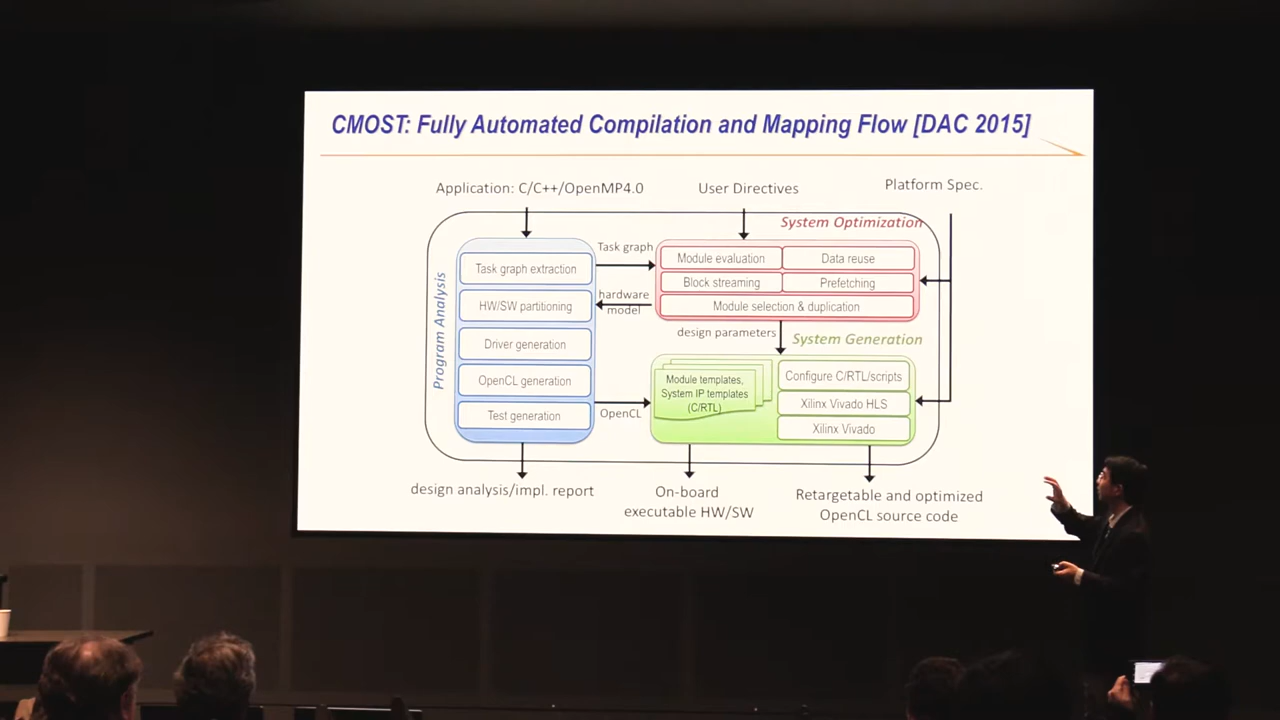 CMOST: Fully Automated Compilation and Mapping Flow [DAC 2015]
Application: C/C++/OpenMP4.0
User Directives
Platform Spec.
System Optimization
Program Analysis
Task graph extraction
HW/SW partitioning
Driver generation
OpenCL generation
Test generation
Task graph
hardware
model
Module evaluation
Data reuse
Block streaming
Prefetching
Module selection & duplication
design parameters
System Generation
OpenCL
Module templates,
System IP templates
(C/RTL)
Configure C/RTL/scripts
Xilinx Vivado HLS
Xilinx Vivado
design analysis/impl. report
On-board
executable HW/SW
Retargetable and optimized
OpenCL source code